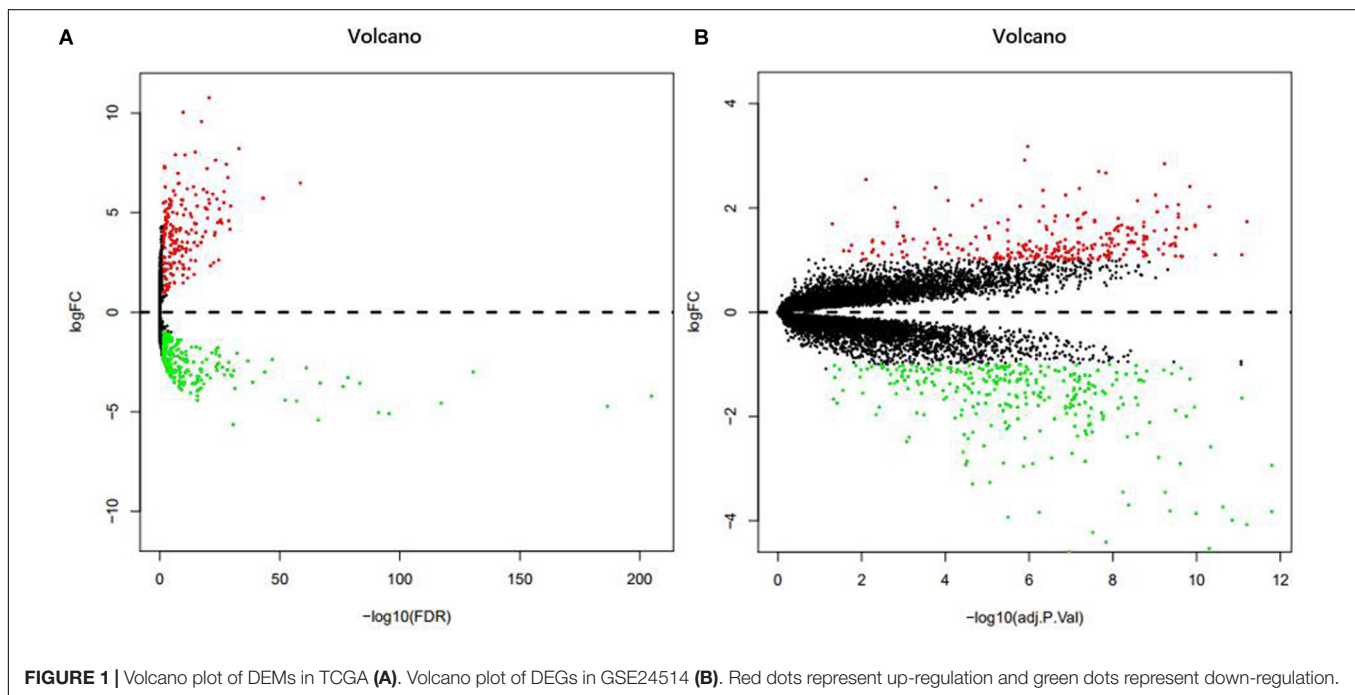 A
Volcano
10
5
0
−5
−10
logFC
0
50
100
150
200
−log10(FDR)
B
Volcano
4
2
0
−2
−4
logFC
0
2
4
6
8
10
12
−log10(adj.P.Val)
FIGURE 1 | Volcano plot of DEMs in TCGA (A). Volcano plot of DEGs in GSE24514 (B). Red dots represent up-regulation and green dots represent down-regulation.